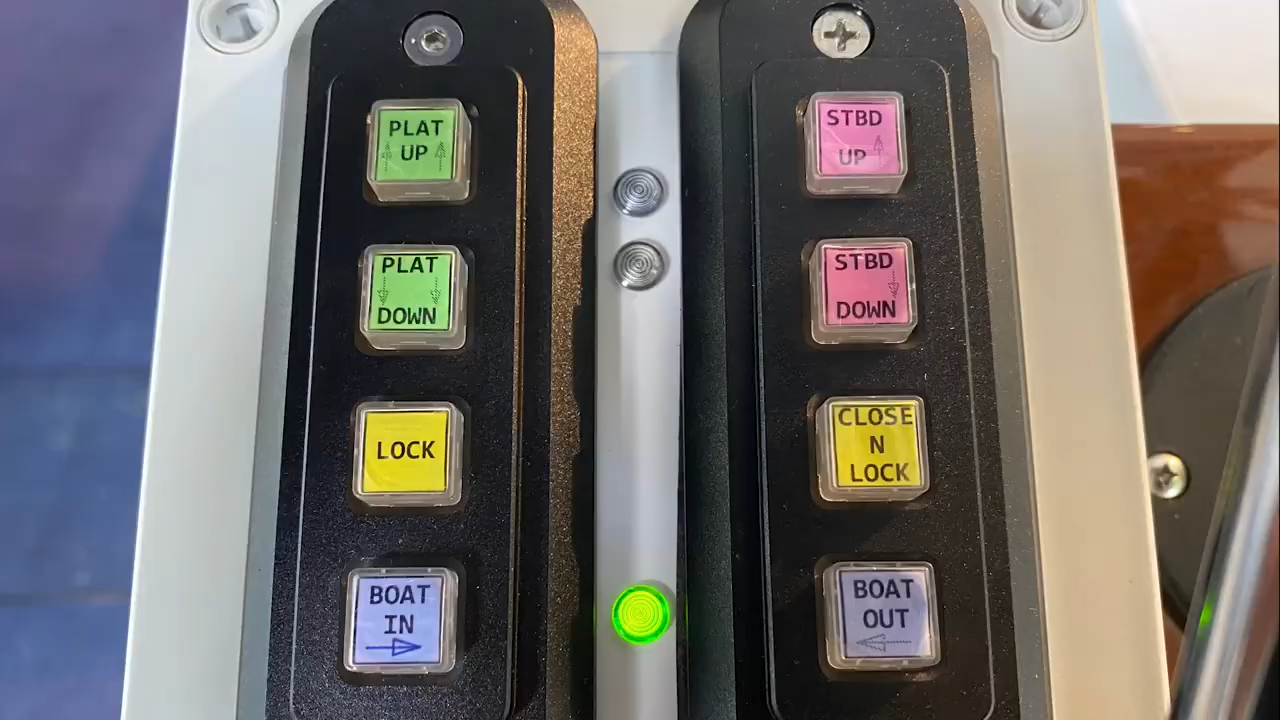 PLAT
UP
PLAT
DOWN
LOCK
BOAT
IN
STBD
UP
STBD
DOWN
CLOSE
N
LOCK
BOAT
OUT